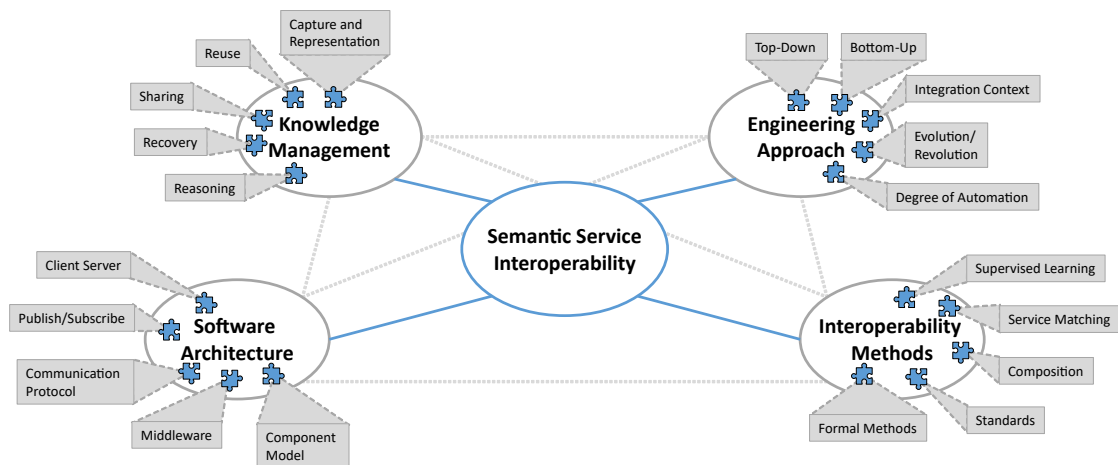 Capture and
Representation
Reuse
Sharing
Recovery
Reasoning
Knowledge
Management
Top-Down
Bottom-Up
Integration Context
Evolution/
Revolution
Degree of Automation
Engineering
Approach
Semantic Service
Interoperability
Client Server
Publish/Subscribe
Communication
Protocol
Middleware
Component
Model
Software
Architecture
Supervised Learning
Service Matching
Composition
Standards
Formal Methods
Interoperability
Methods